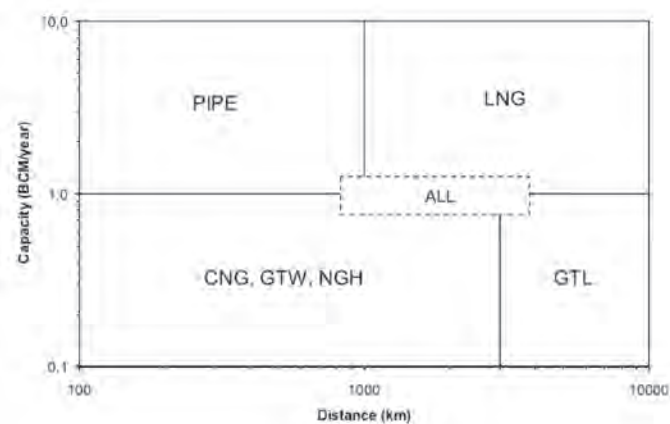 10,0
PIPE
LNG
Capacity (BCM/year)
1,0
ALL
CNG, GTW, NGH
GTL
0,1
100
1000
10000
Distance (km)